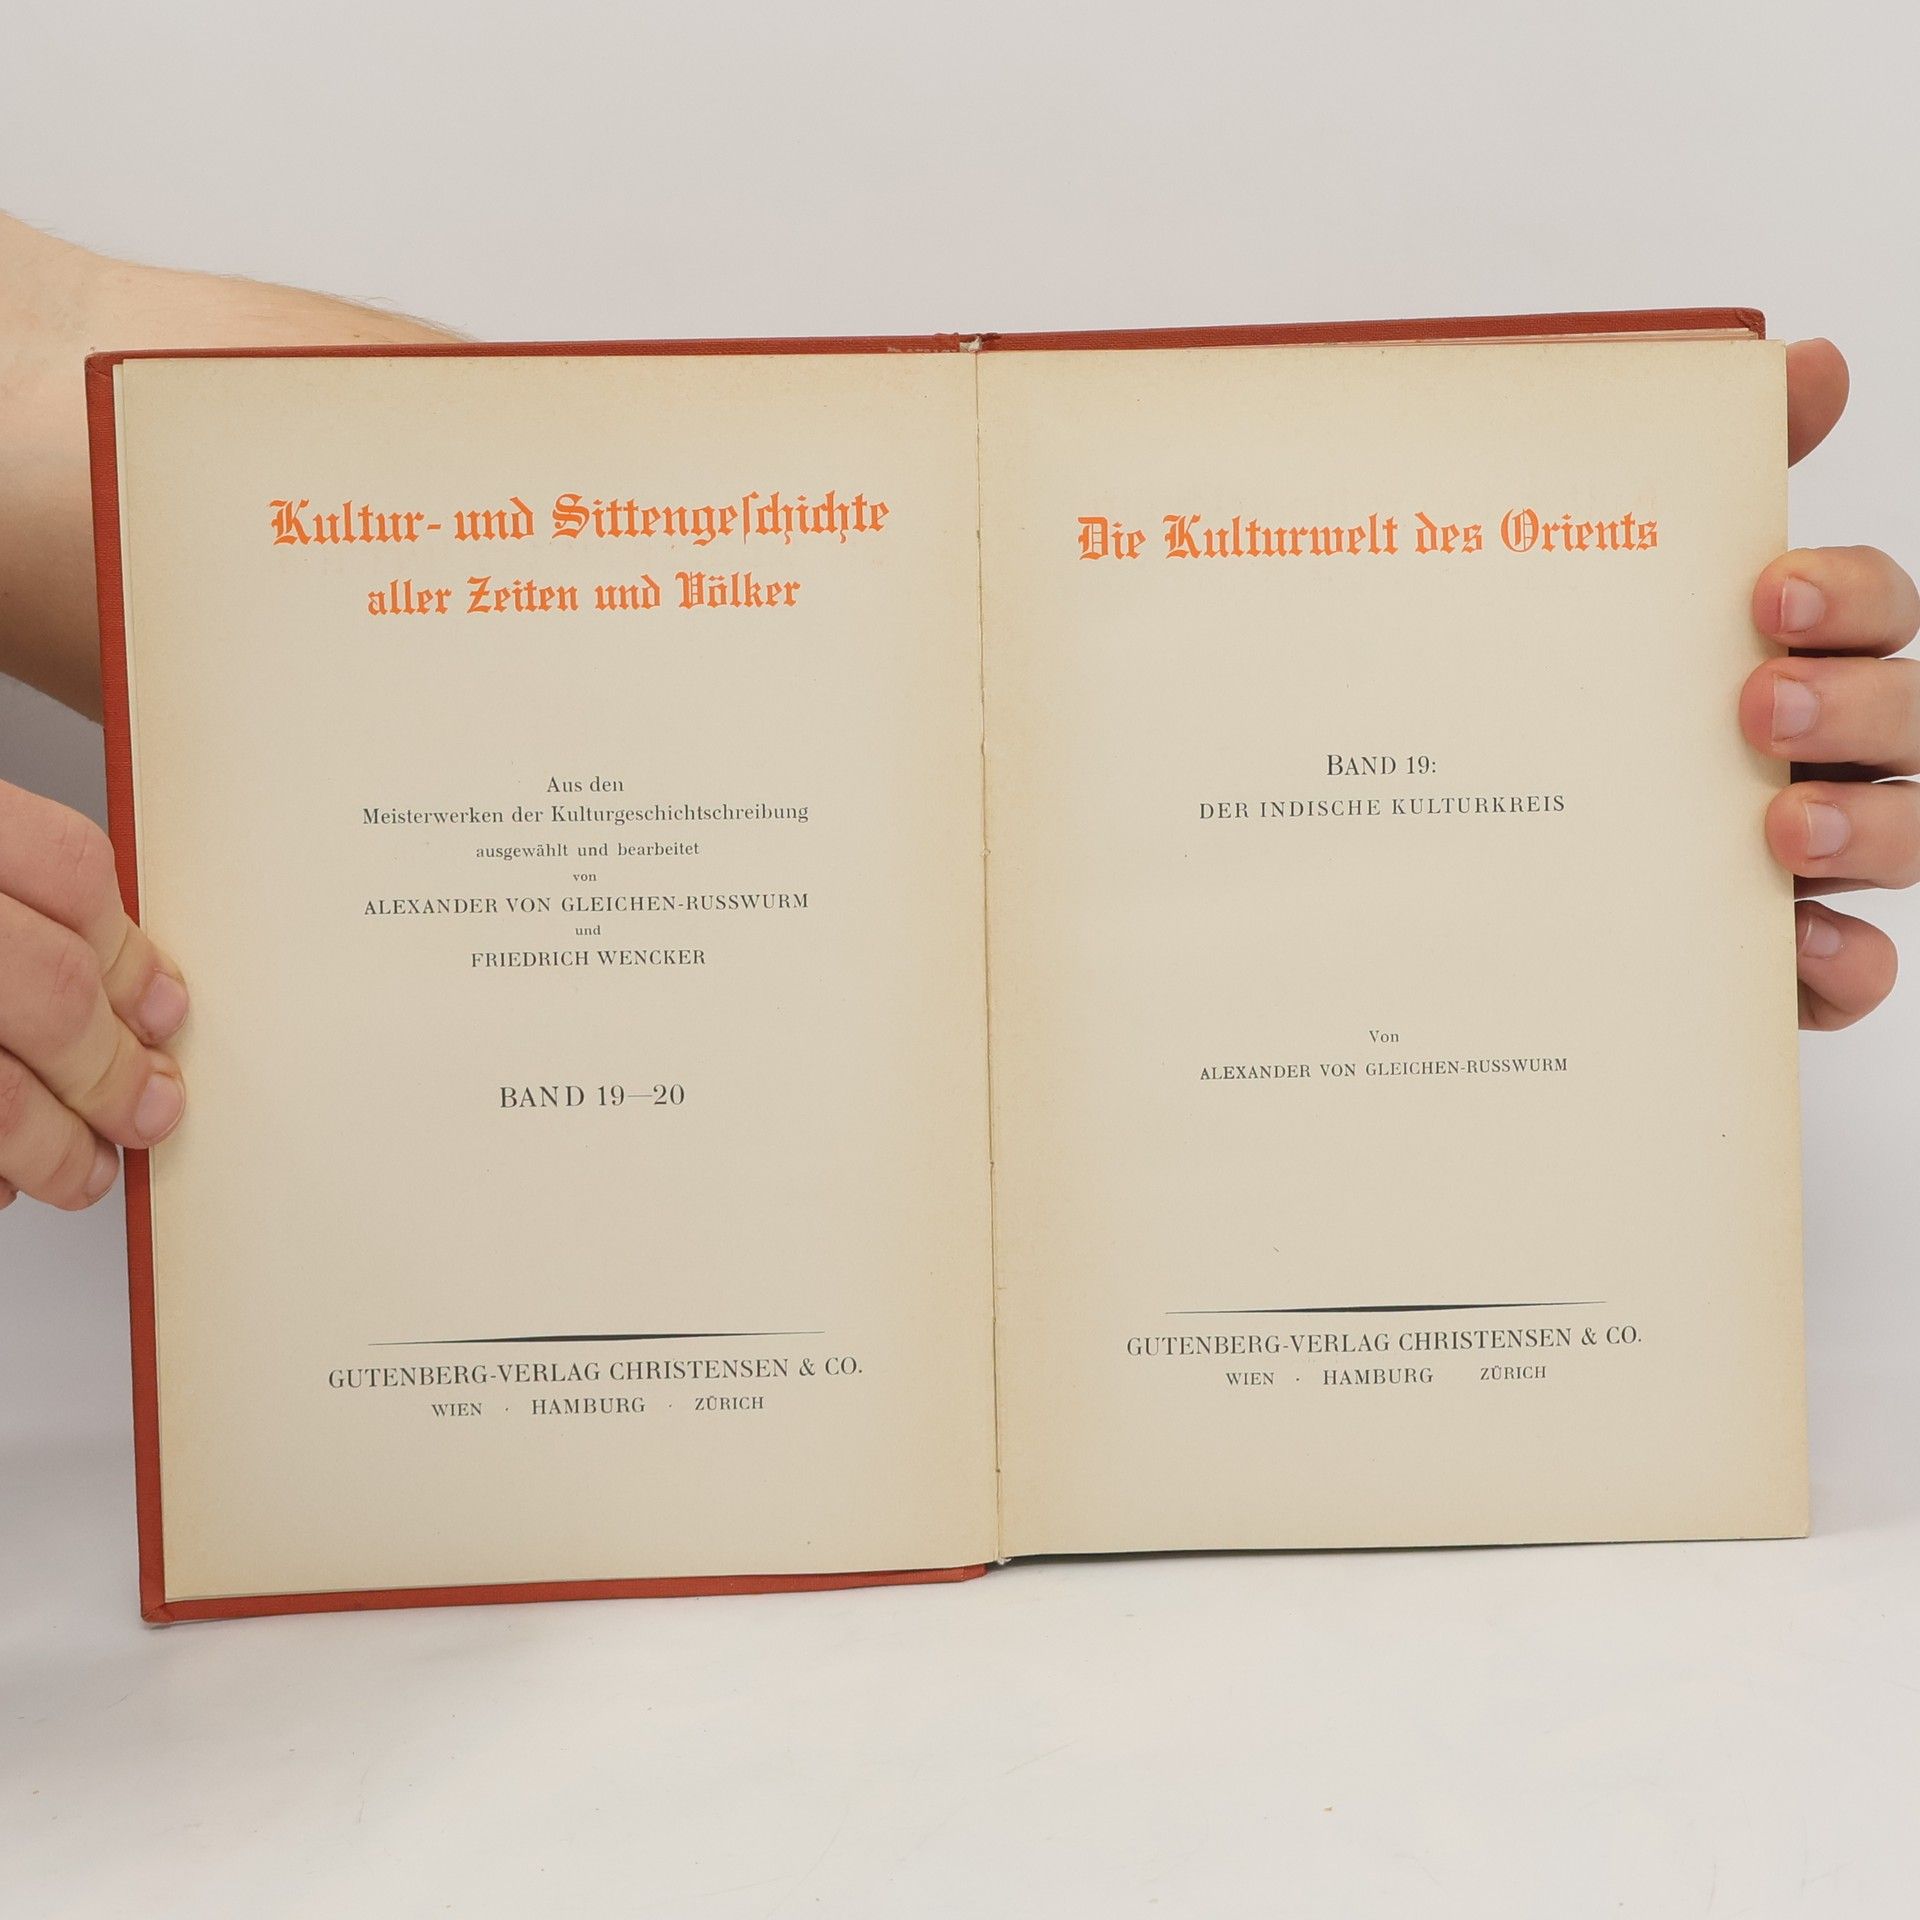 Kultur- und Sittengeſchichte
aller Zeiten und Völker
Aus den
Meisterwerken der Kulturgeschichtschreibung
ausgewählt und bearbeitet
von
ALEXANDER VON GLEICHEN-RUSSWURM
und
FRIEDRICH WENCKER
BAND 19—20
GUTENBERG-VERLAG CHRISTENSEN & CO.
WIEN · HAMBURG · ZÜRICH
Die Kulturwelt des Orients
BAND 19:
DER INDISCHE KULTURKREIS
Von
ALEXANDER VON GLEICHEN-RUSSWURM
GUTENBERG-VERLAG CHRISTENSEN & CO.
WIEN · HAMBURG ZÜRICH